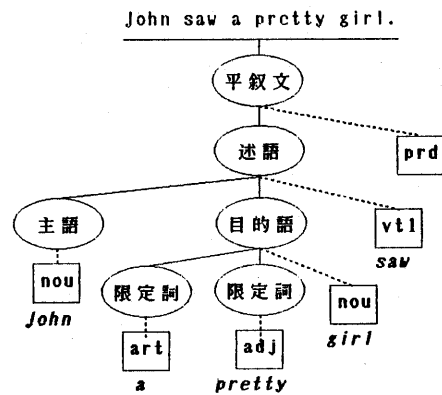 John saw a pretty girl.
平叙文
述語
prd
主語
目的語
vt1
saw
nou
john
限定詞
限定詞
nou
girl
art
adj
a
pretty